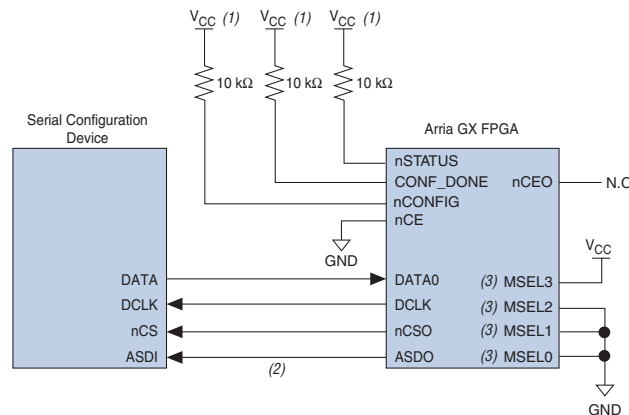 VCC (1) VCC (1) VCC (1)
10 kΩ 10 kΩ 10 kΩ
Serial Configuration
Device
Arria GX FPGA
nSTATUS
CONF_DONE nCEO N.C
nCONFIG
nCE
GND
VCC
DATA DATA0 (3) MSEL3
DCLK DCLK (3) MSEL2
nCS nCSO (3) MSEL1
ASDI (2) ASDO (3) MSEL0
GND